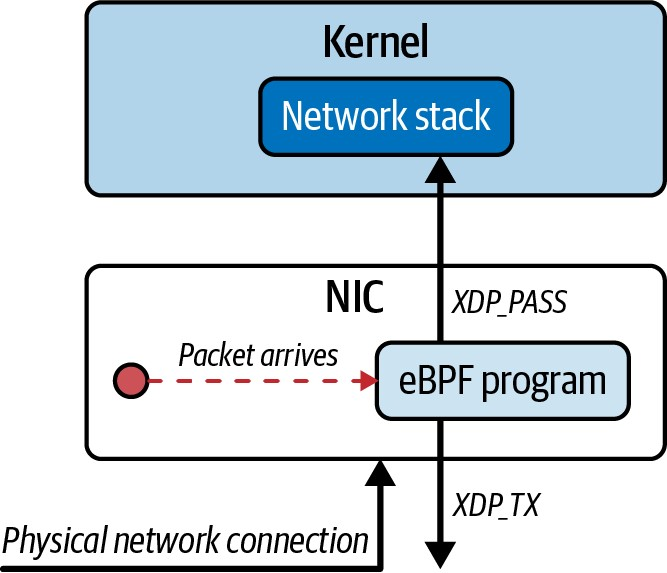 Kernel
Network stack
NIC
XDP_PASS
Packet arrives
eBPF program
XDP_TX
Physical network connection